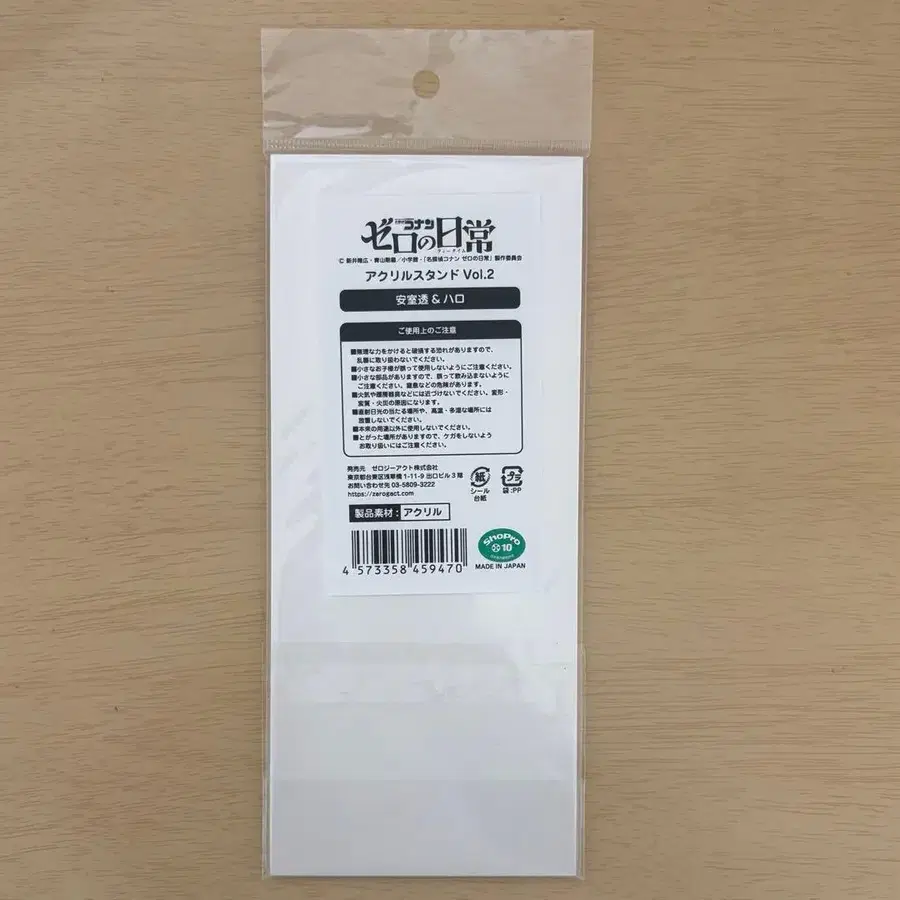 コナン
ゼロの日常
ティータイム
© 新井隆広・青山剛昌/小学館・「名探偵コナン ゼロの日常」製作委員会
アクリルスタンド Vol.2
安室透 & ハロ
ご使用上のご注意
■無理な力をかけると破損する恐れがありますので、
乱暴に取り扱わないでください。
■小さなお子様が誤って使用しないようにご注意ください。
■小さな部品がありますので、誤って飲み込まないように
ご注意ください。窒息などの危険があります。
■火気や暖房器具などには近づけないでください。変形・
変質・火災の原因になります。
■直射日光の当たる場所や、高温・多湿な場所には
放置しないでください。
■本来の用途以外に使用しないでください。
■とがった場所がありますので、ケガをしないよう
お取り扱いにはご注意ください。
発売元 ゼロジーアクト株式会社
東京都台東区浅草橋 1-11-9 出口ビル 3 階
お問い合わせ先 03-5809-3222
https://zerogact.com/
紙
シール
台紙
プラ
袋:PP
製品素材:アクリル
4 573358 459470
ShoPro
10
MADE IN JAPAN